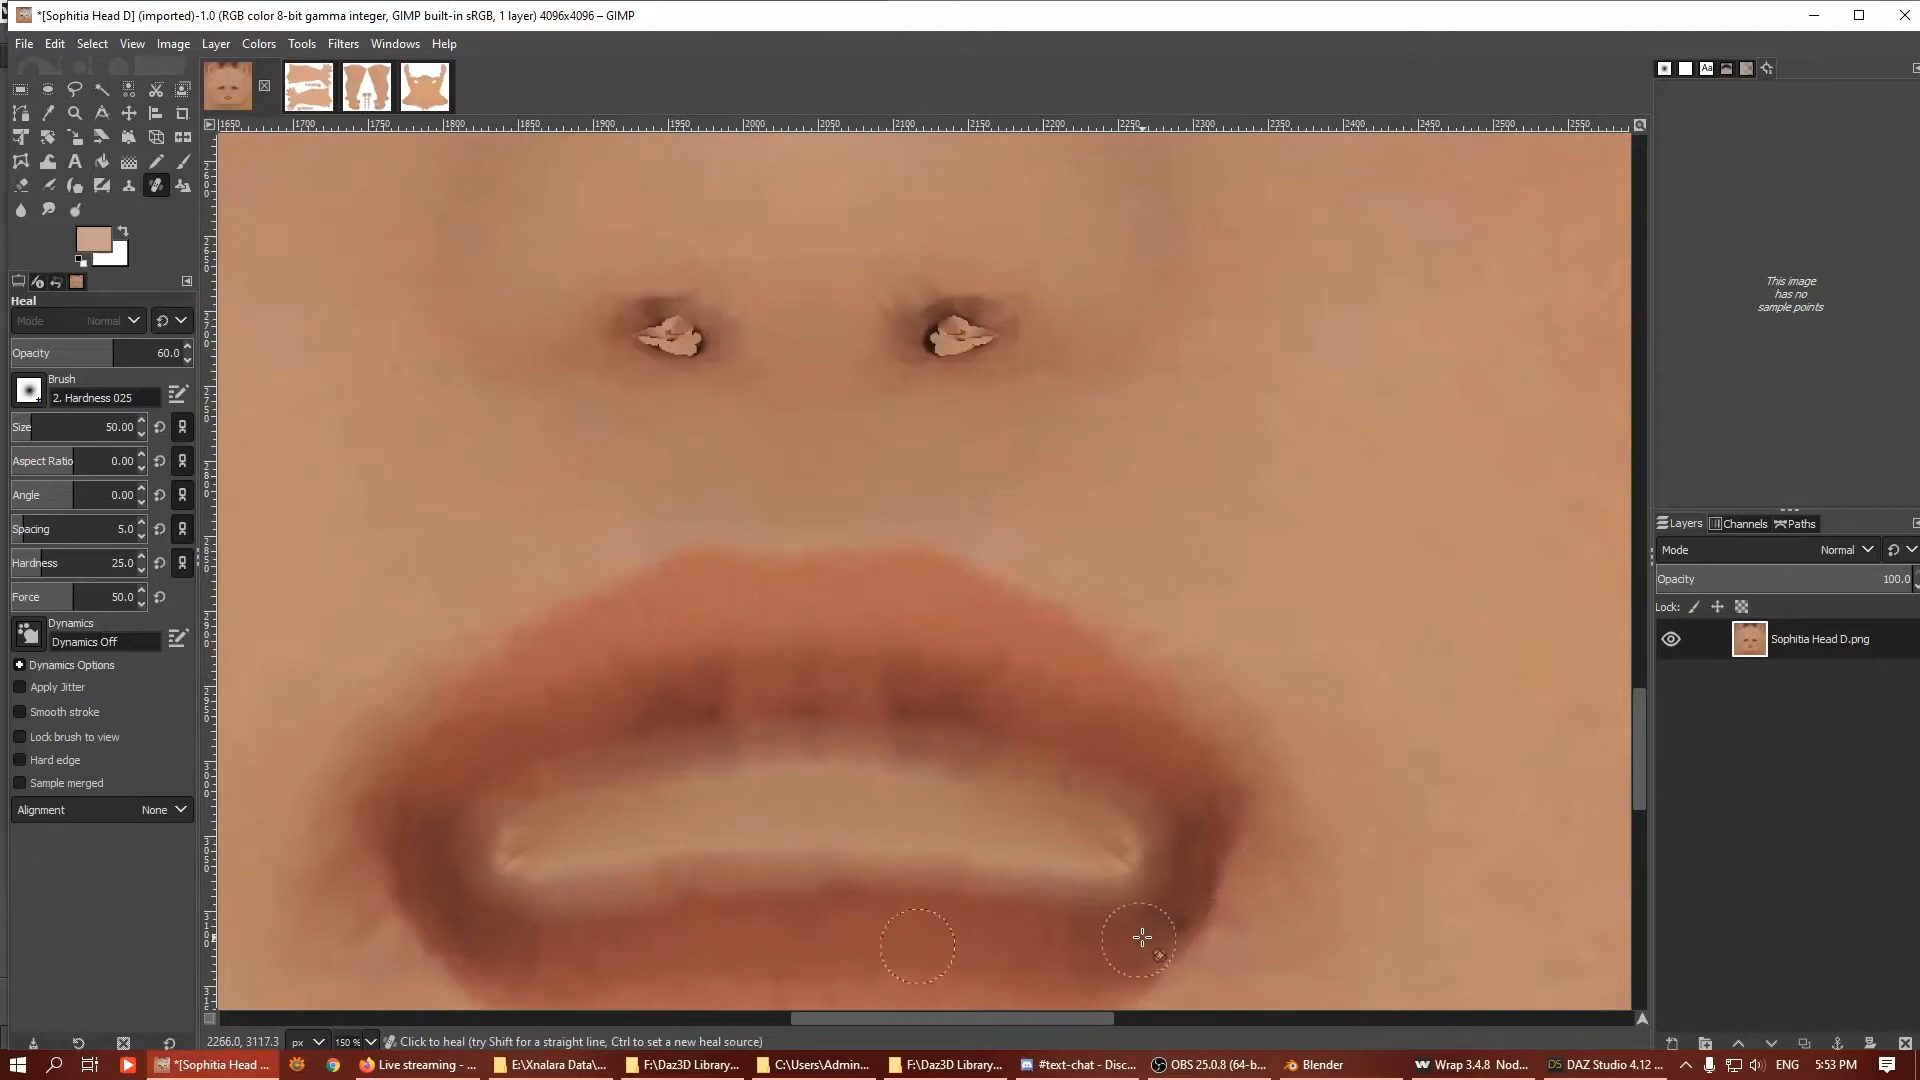 *[Sophitia Head D] (imported)-1.0 (RGB color 8-bit gamma integer, GIMP built-in sRGB, 1 layer) 4096x4096 – GIMP
File Edit Select View Image Layer Colors Tools Filters Windows Help
Aa
1650 1700 1750 1800 1850 1900 1950 2000 2050 2100 2150 2200 2250 2300 2350 2400 2450 2500 2550
Heal
Mode Normal
Opacity 60.0
Brush
2. Hardness 025
Size 50.00
Aspect Ratio 0.00
Angle 0.00
Spacing 5.0
Hardness 25.0
Force 50.0
Dynamics
Dynamics Off
Dynamics Options
Apply Jitter
Smooth stroke
Lock brush to view
Hard edge
Sample merged
Alignment None
This image
has no
sample points
Layers Channels Paths
Mode Normal
Opacity 100.0
Lock:
Sophitia Head D.png
2266.0, 3117.3 px 150 % Click to heal (try Shift for a straight line, Ctrl to set a new heal source)
*[Sophitia Head ... Live streaming - ... E:\Xnalara Data\... F:\Daz3D Library... C:\Users\Admin... F:\Daz3D Library... #text-chat - Disc... OBS 25.0.8 (64-b... Blender Wrap 3.4.8 Nod... DAZ Studio 4.12 ... ENG 5:53 PM